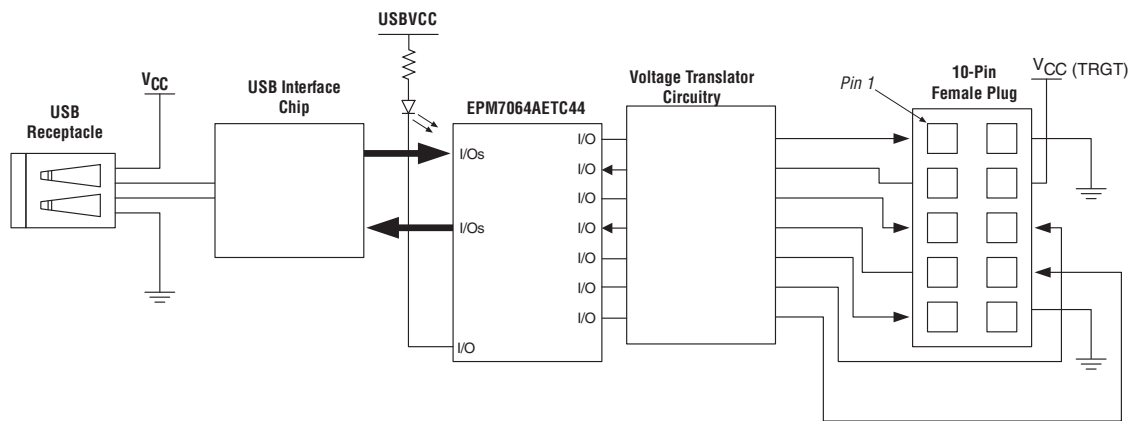 USBVCC
VCC
USB Interface
Chip
USB
Receptacle
EPM7064AETC44
Voltage Translator
Circuitry
Pin 1
10-Pin
Female Plug
VCC (TRGT)
I/Os
I/Os
I/O
I/O
I/O
I/O
I/O
I/O
I/O
I/O